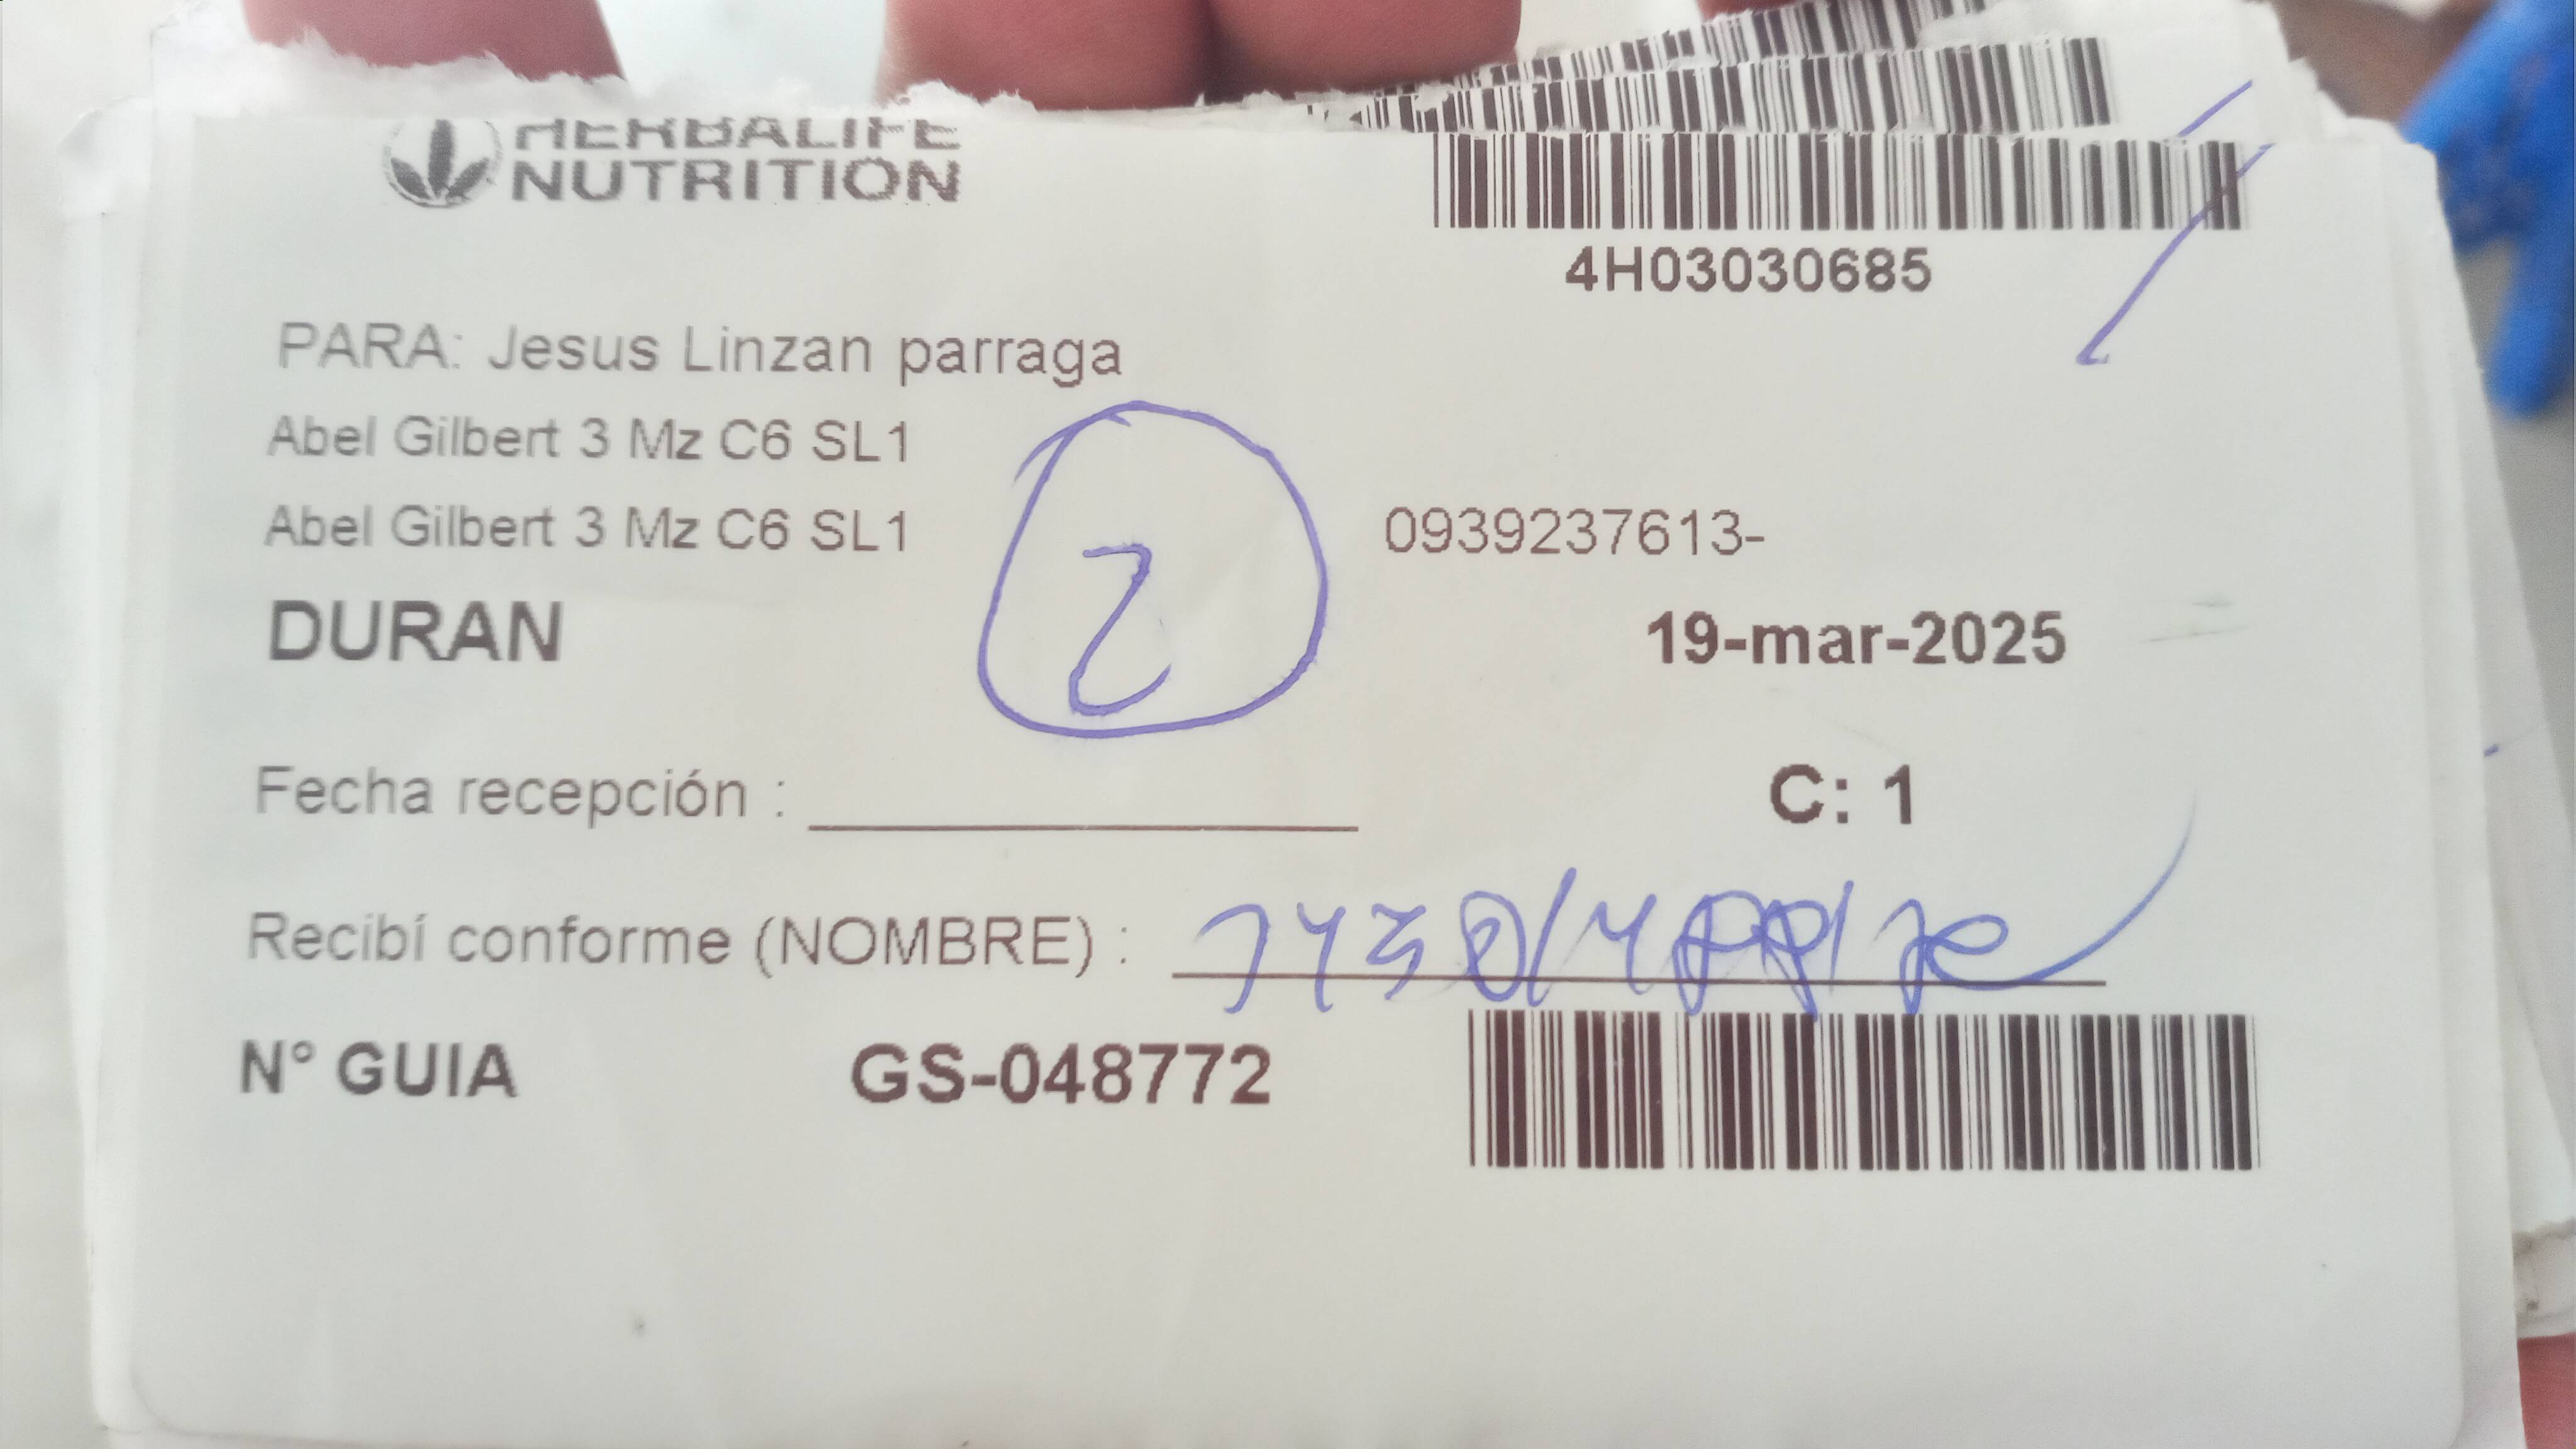 HERBALIFE
NUTRITION
4H03030685
PARA: Jesus Linzan parraga
Abel Gilbert 3 Mz C6 SL1
Abel Gilbert 3 Mz C6 SL1
0939237613-
2
DURAN
19-mar-2025
Fecha recepción :
C: 1
Recibí conforme (NOMBRE) :
N° GUIA
GS-048772